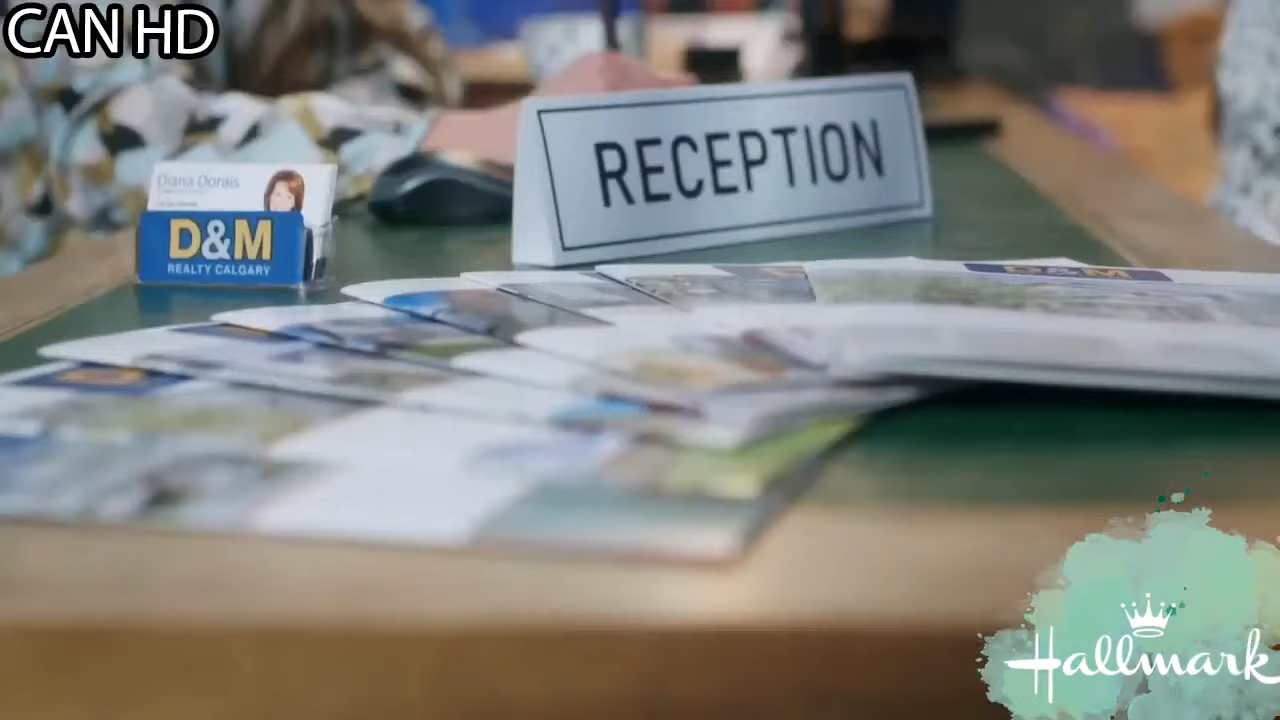 CAN HD
RECEPTION
Diana Dorais
D&M
REALTY CALGARY
D&M
Hallmark